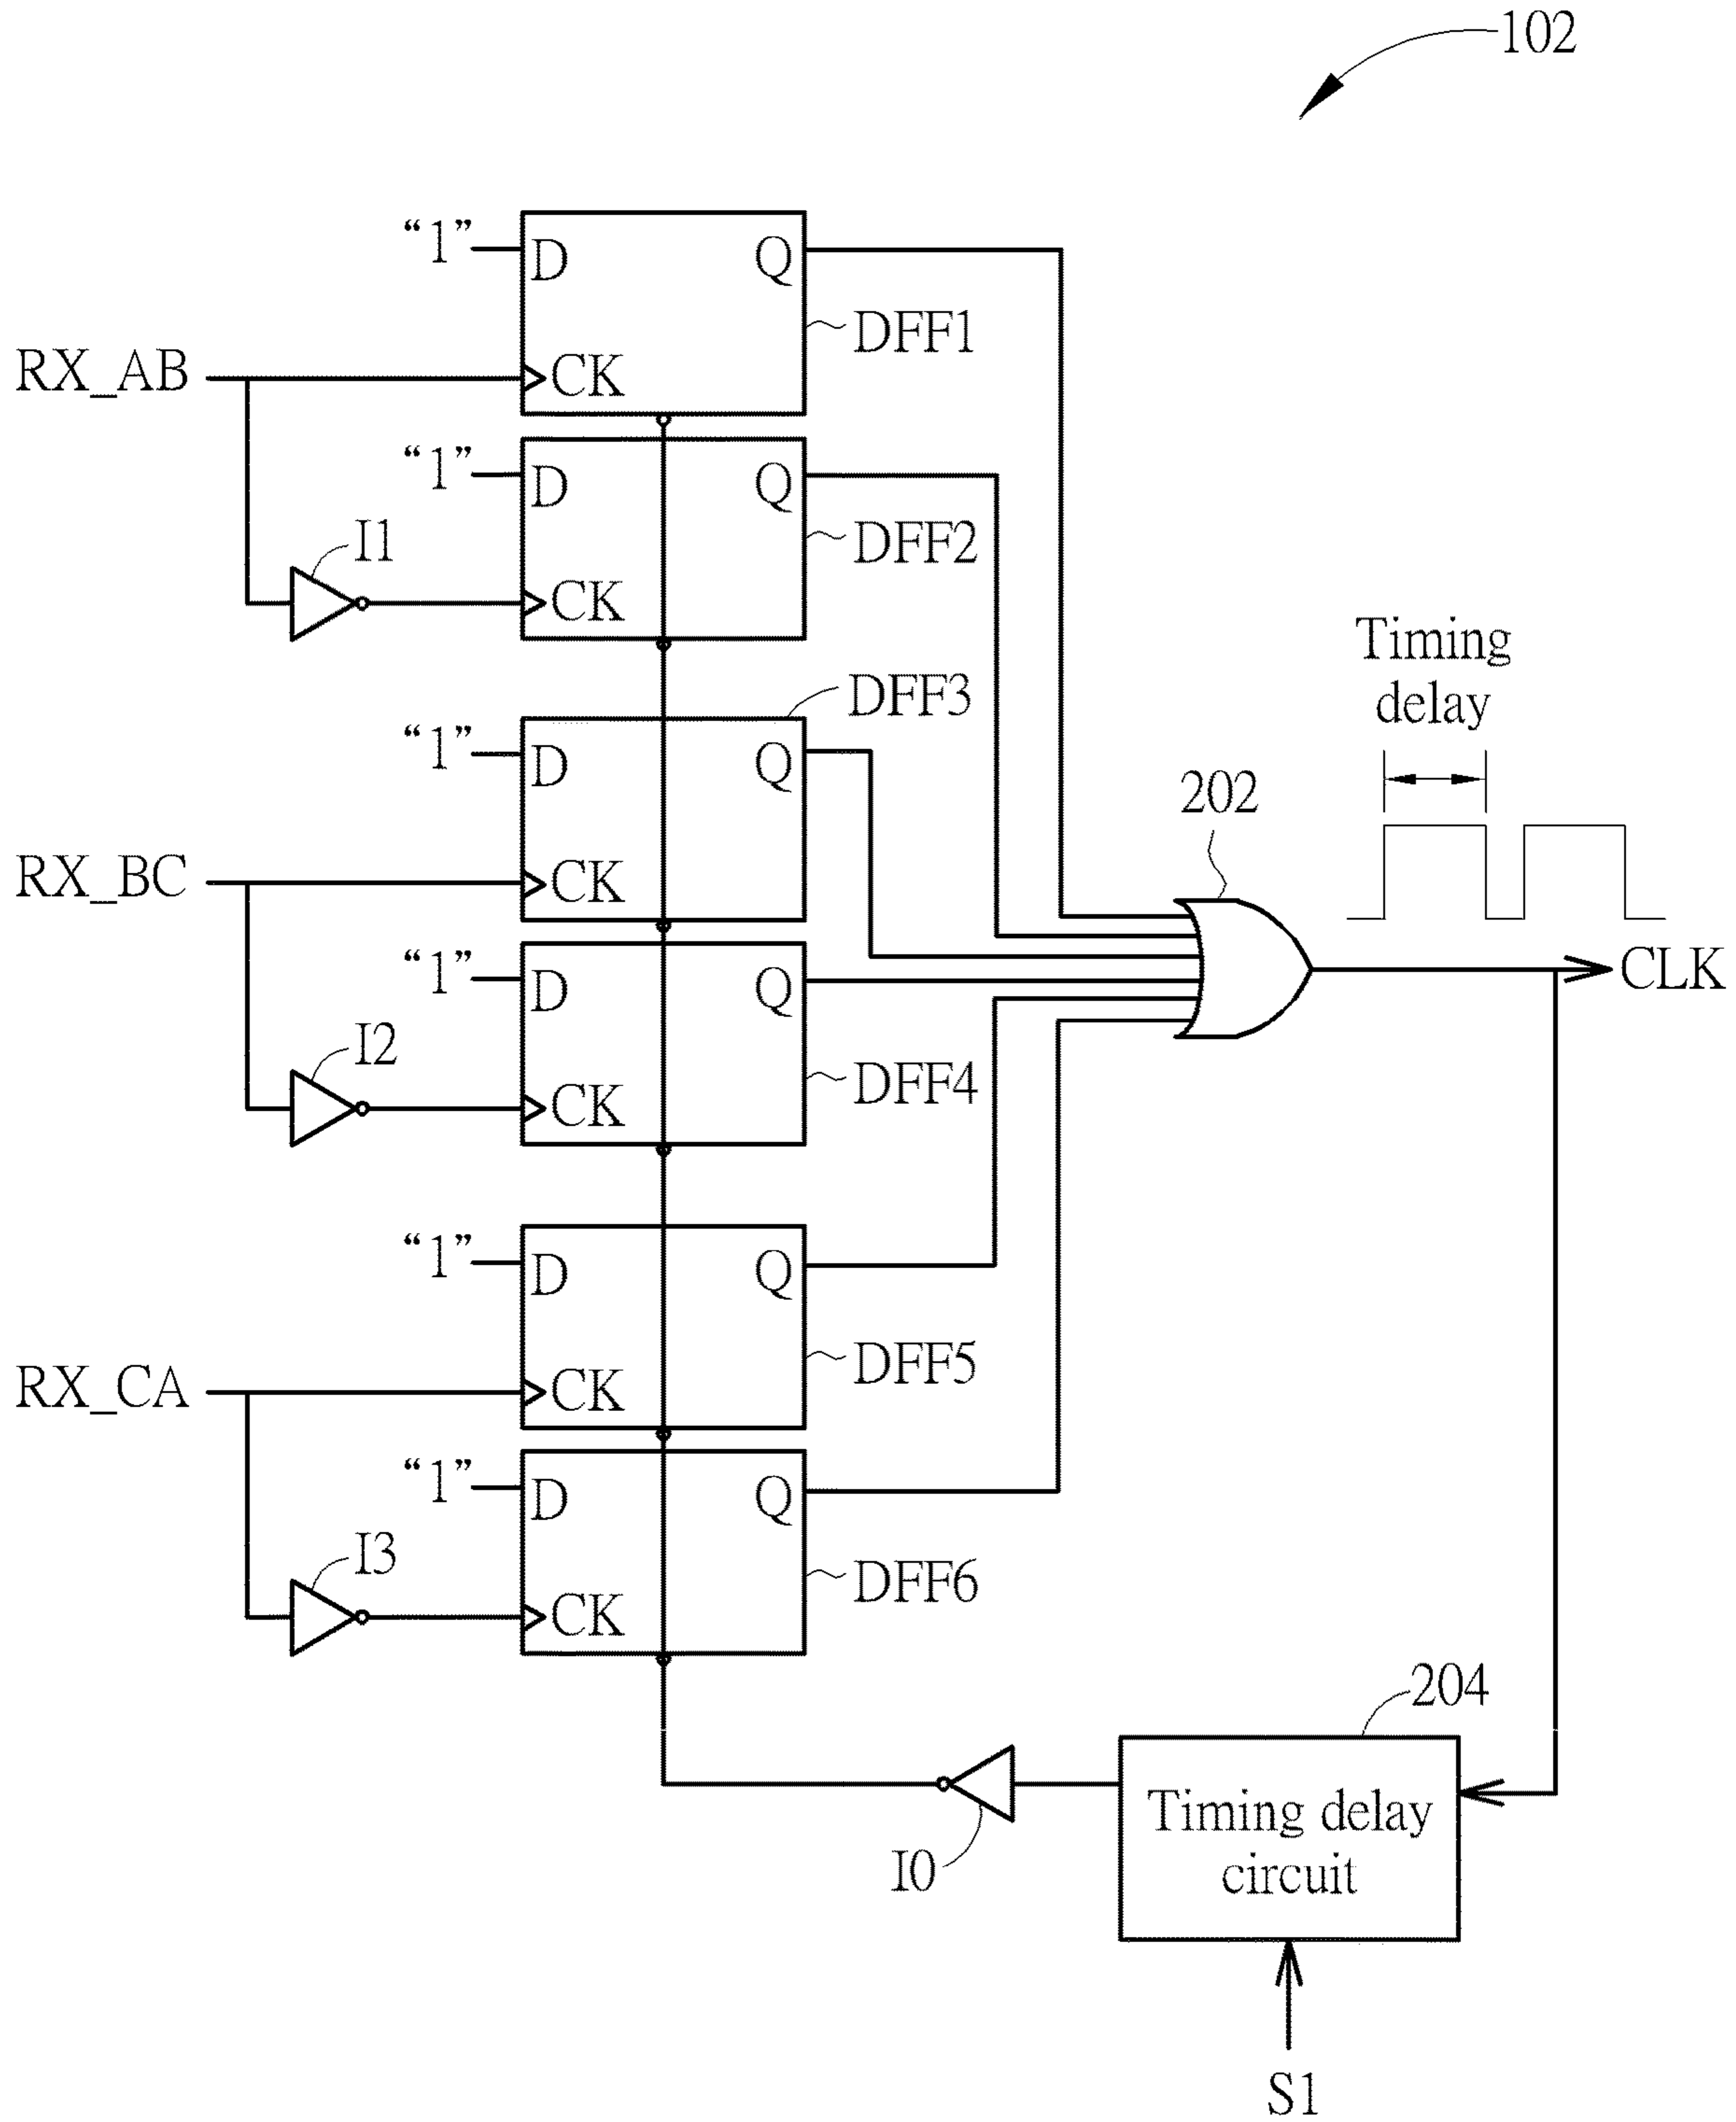 102
“1”
D
Q
DFF1
RX_AB
CK
“1”
D
Q
I1
DFF2
CK
Timing
delay
DFF3
“1”
D
Q
202
RX_BC
CK
“1”
D
Q
CLK
I2
DFF4
CK
“1”
D
Q
DFF5
RX_CA
CK
“1”
D
Q
I3
DFF6
CK
204
Timing delay
circuit
I0
S1